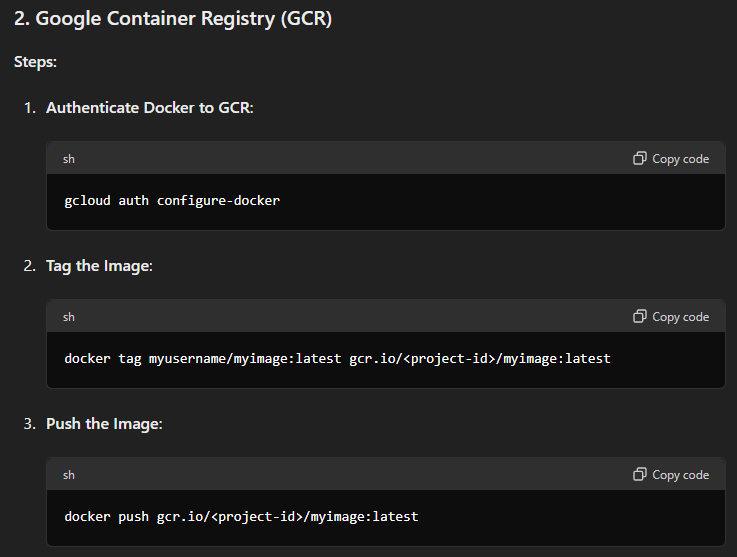 2. Google Container Registry (GCR)
Steps:
1. Authenticate Docker to GCR:
sh
Copy code
gcloud auth configure-docker
2. Tag the Image:
sh
Copy code
docker tag myusername/myimage:latest gcr.io/<project-id>/myimage:latest
3. Push the Image:
sh
Copy code
docker push gcr.io/<project-id>/myimage:latest